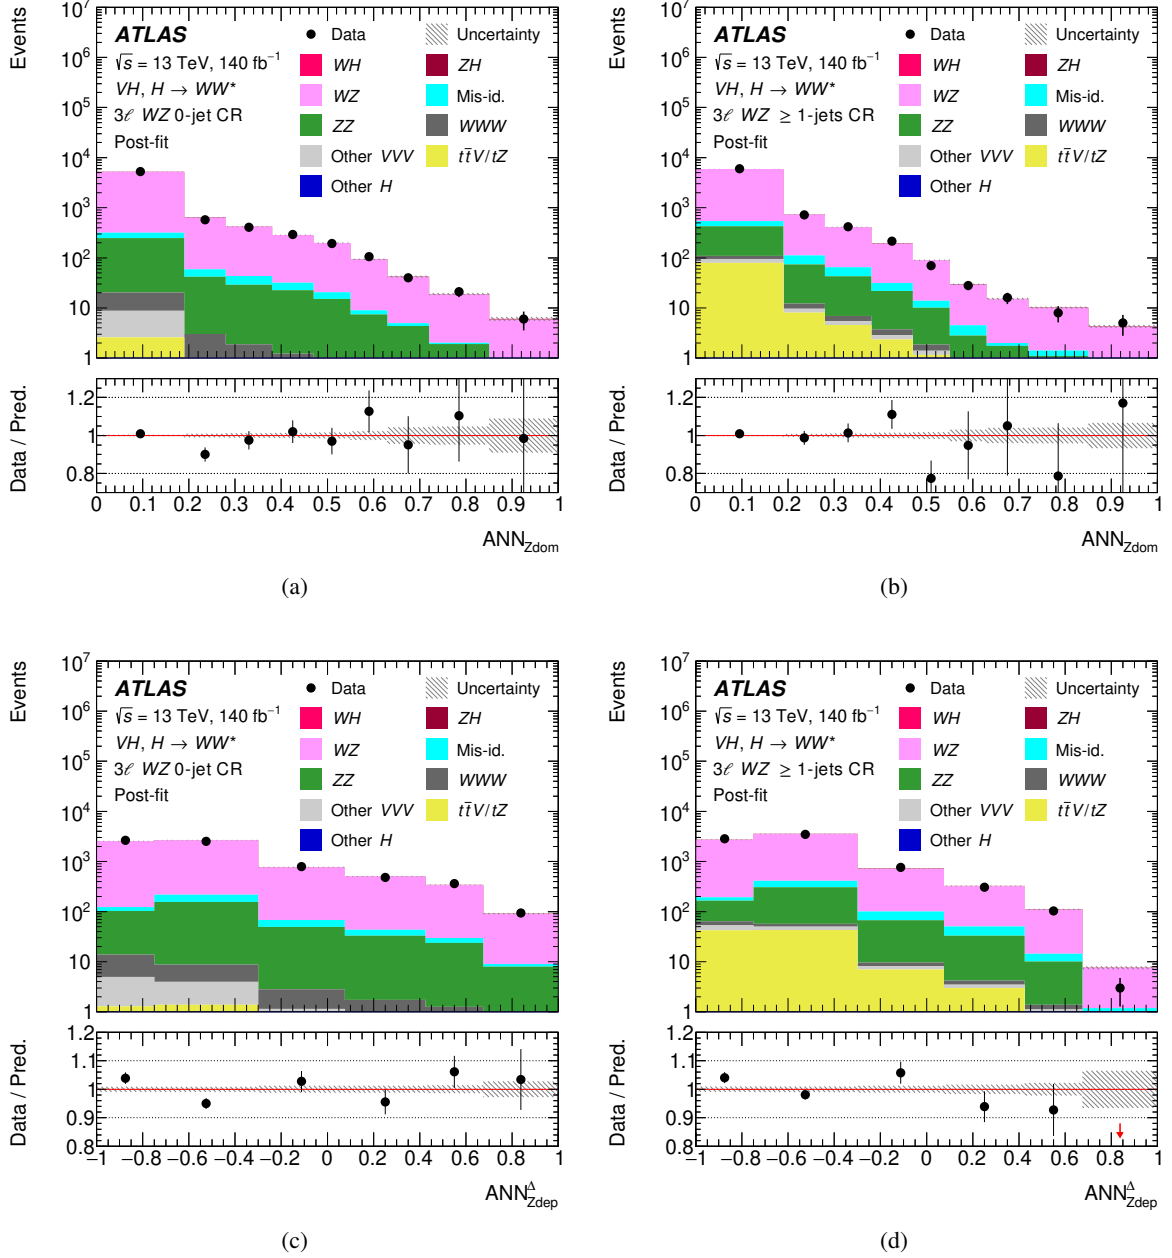 Events
10⁷
10⁶
10⁵
10⁴
10³
10²
10
1
ATLAS
√s = 13 TeV, 140 fb⁻¹
VH, H → WW*
3ℓ WZ 0-jet CR
Post-fit
Data
Uncertainty
WH
ZH
WZ
Mis-id.
ZZ
WWW
Other VVV
tt̄V/tZ
Other H
Data / Pred.
1.2
1
0.8
0 0.1 0.2 0.3 0.4 0.5 0.6 0.7 0.8 0.9 1
ANN_Zdom
(a)
Events
10⁷
10⁶
10⁵
10⁴
10³
10²
10
1
ATLAS
√s = 13 TeV, 140 fb⁻¹
VH, H → WW*
3ℓ WZ ≥ 1-jets CR
Post-fit
Data
Uncertainty
WH
ZH
WZ
Mis-id.
ZZ
WWW
Other VVV
tt̄V/tZ
Other H
Data / Pred.
1.2
1
0.8
0 0.1 0.2 0.3 0.4 0.5 0.6 0.7 0.8 0.9 1
ANN_Zdom
(b)
Events
10⁷
10⁶
10⁵
10⁴
10³
10²
10
1
ATLAS
√s = 13 TeV, 140 fb⁻¹
VH, H → WW*
3ℓ WZ 0-jet CR
Post-fit
Data
Uncertainty
WH
ZH
WZ
Mis-id.
ZZ
WWW
Other VVV
tt̄V/tZ
Other H
Data / Pred.
1.2
1.1
1
0.9
0.8
−1 −0.8 −0.6 −0.4 −0.2 0 0.2 0.4 0.6 0.8 1
ANN^Δ_Zdep
(c)
Events
10⁷
10⁶
10⁵
10⁴
10³
10²
10
1
ATLAS
√s = 13 TeV, 140 fb⁻¹
VH, H → WW*
3ℓ WZ ≥ 1-jets CR
Post-fit
Data
Uncertainty
WH
ZH
WZ
Mis-id.
ZZ
WWW
Other VVV
tt̄V/tZ
Other H
Data / Pred.
1.2
1.1
1
0.9
0.8
−1 −0.8 −0.6 −0.4 −0.2 0 0.2 0.4 0.6 0.8 1
ANN^Δ_Zdep
(d)